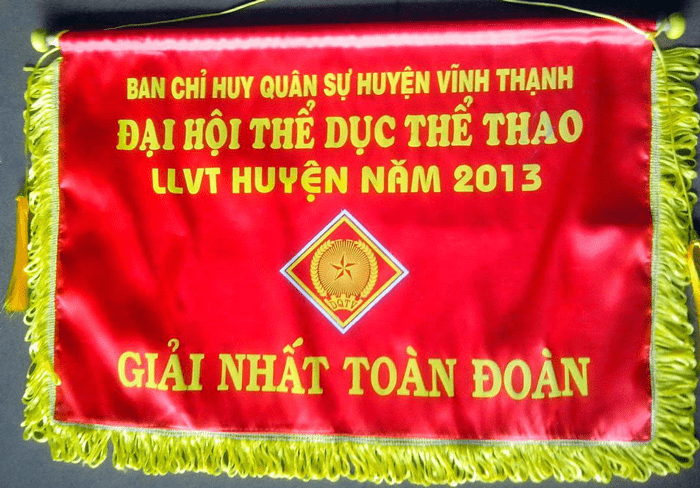 BAN CHỈ HUY QUÂN SỰ HUYỆN VĨNH THẠNH
ĐẠI HỘI THỂ DỤC THỂ THAO
LLVT HUYỆN NĂM 2013
DQTV
GIẢI NHẤT TOÀN ĐOÀN